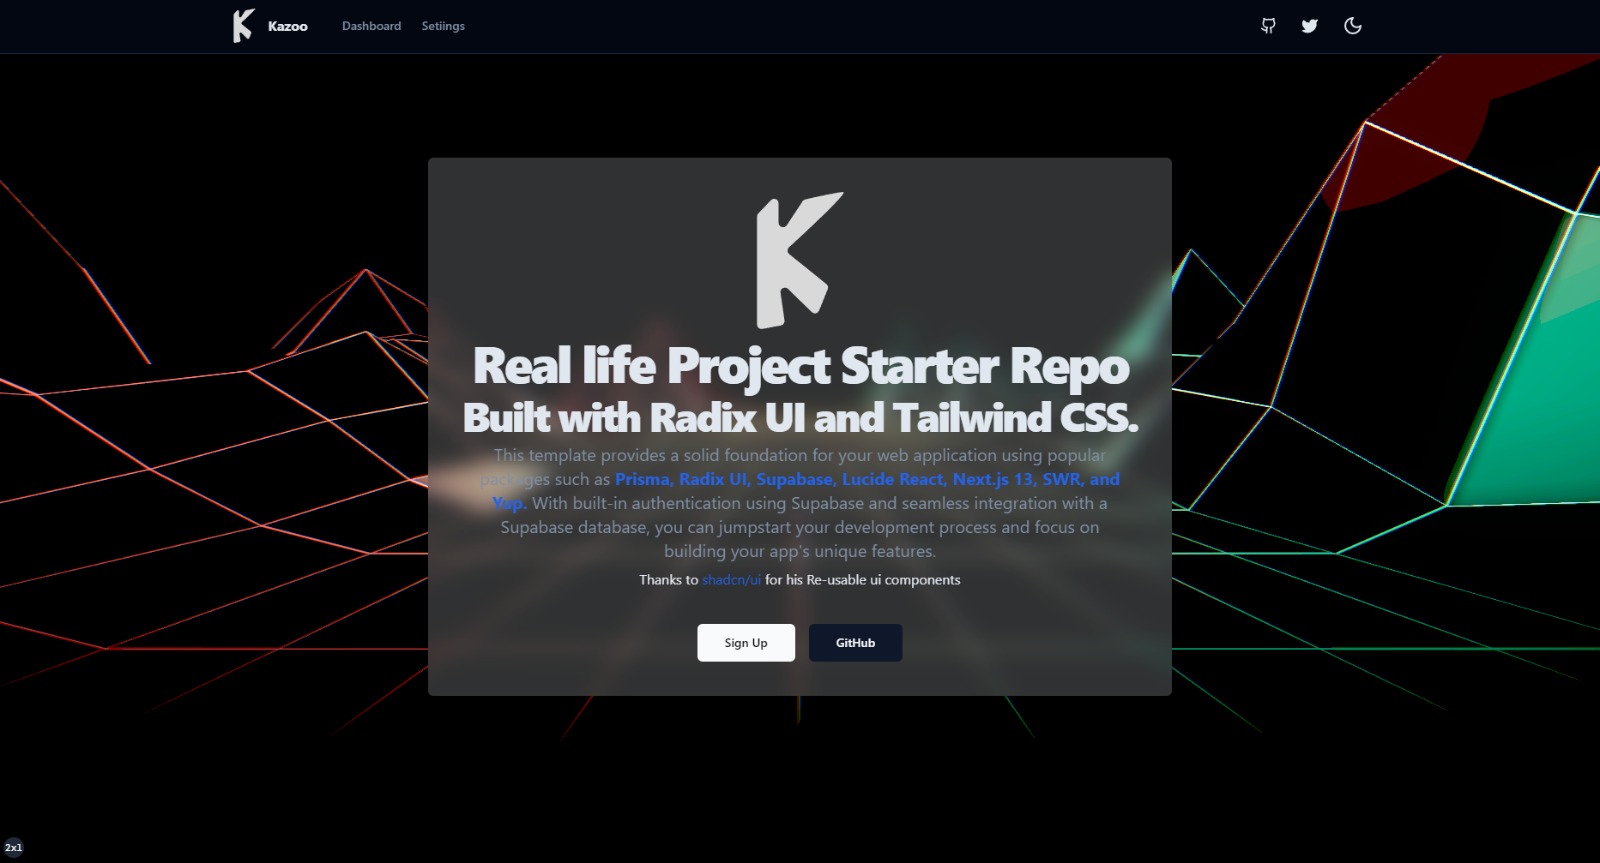 Kazoo
Dashboard
Setiings
Real life Project Starter Repo
Built with Radix UI and Tailwind CSS.
This template provides a solid foundation for your web application using popular
packages such as Prisma, Radix UI, Supabase, Lucide React, Next.js 13, SWR, and
Yup. With built-in authentication using Supabase and seamless integration with a
Supabase database, you can jumpstart your development process and focus on
building your app's unique features.
Thanks to shadcn/ui for his Re-usable ui components
Sign Up
GitHub
2x1